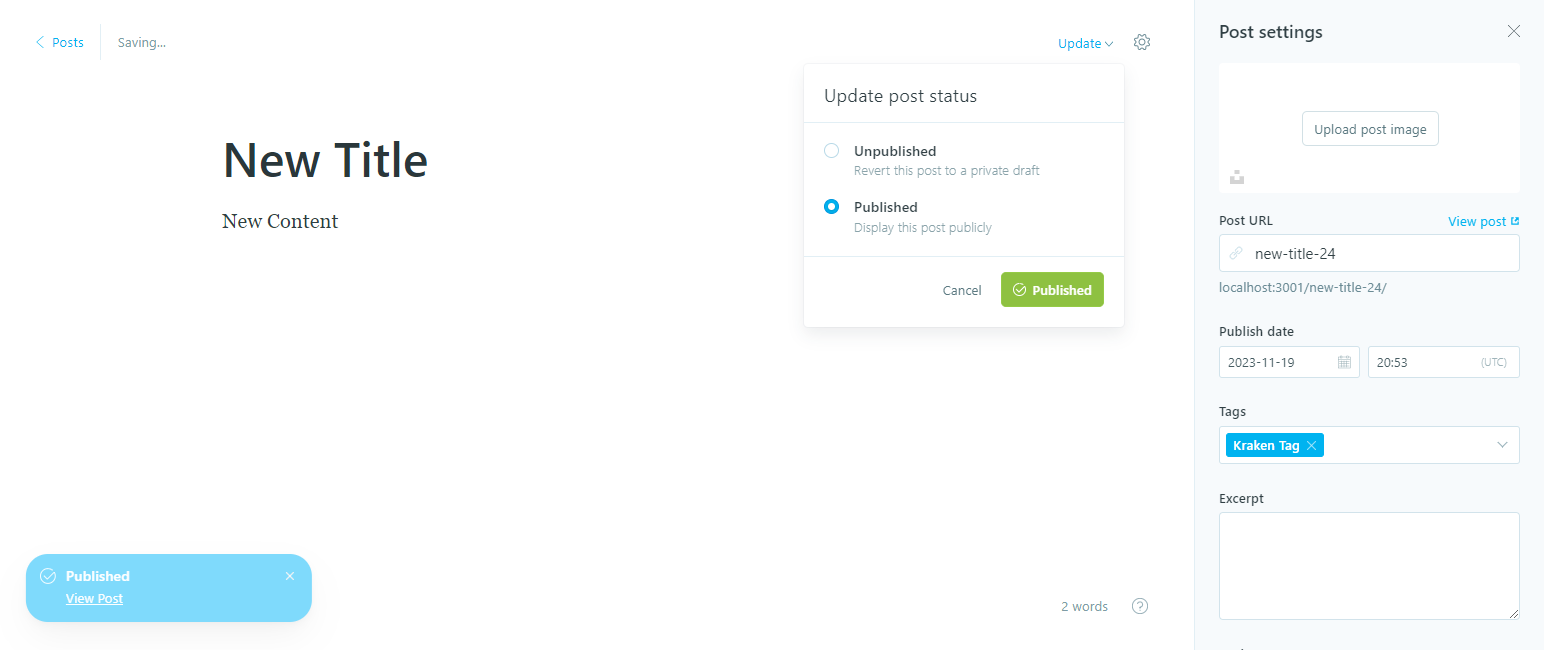 Posts
Saving...
Update
Update post status
Unpublished
Revert this post to a private draft
Published
Display this post publicly
Cancel
Published
New Title
New Content
Published
View Post
2 words
?
Post settings
Upload post image
Post URL
View post
new-title-24
localhost:3001/new-title-24/
Publish date
2023-11-19
20:53
(UTC)
Tags
Kraken Tag
Excerpt